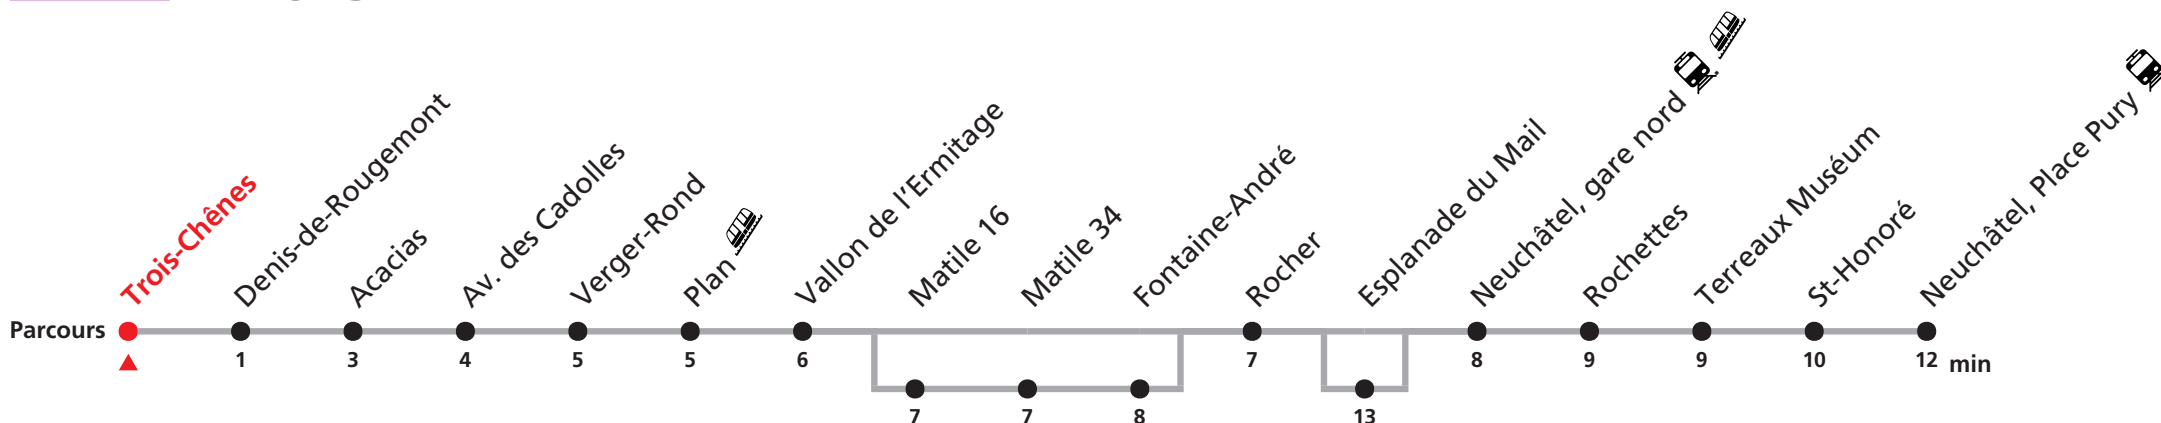 Trois-Chênes
Denis-de-Rougemont
Acacias
Av. des Cadolles
Verger-Rond
Plan
Vallon de l'Ermitage
Matile 16
Matile 34
Fontaine-André
Rocher
Esplanade du Mail
Neuchâtel, gare nord
Rochettes
Terreaux Muséum
St-Honoré
Neuchâtel, Place Pury
Parcours
1 3 4 5 5 6 7 8 9 9 10 12 min
7 7 8 13